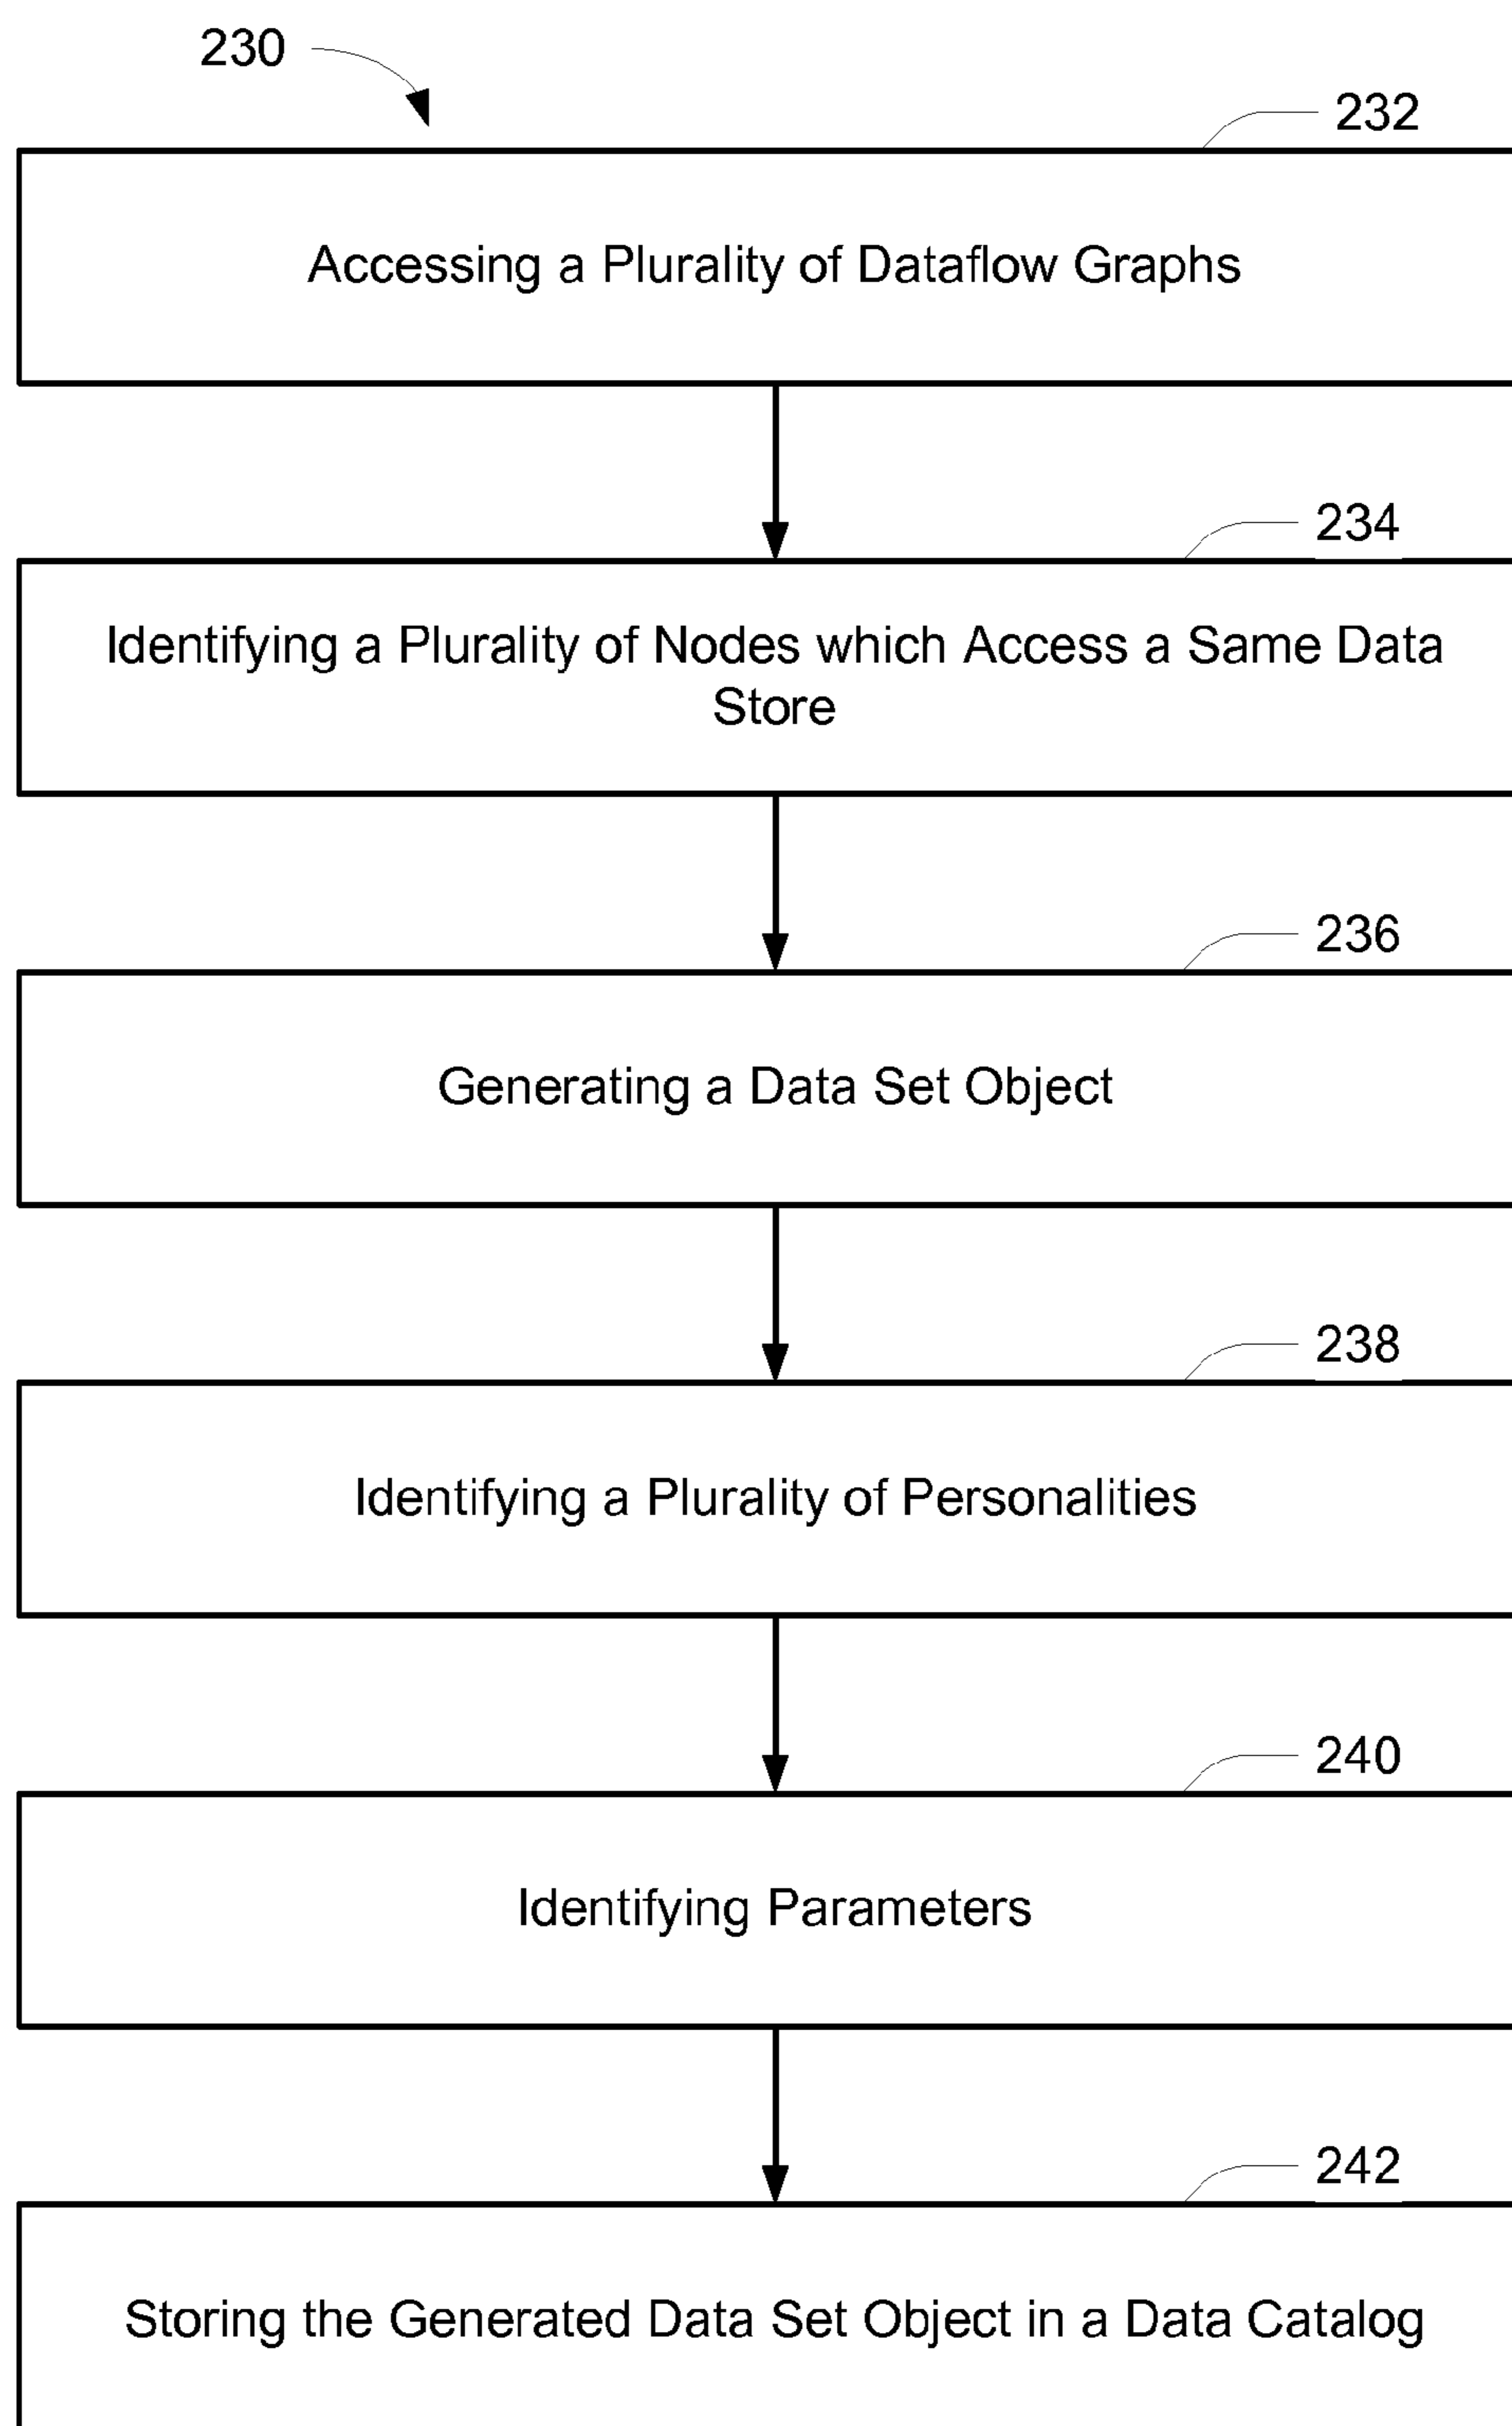 230
232
Accessing a Plurality of Dataflow Graphs
234
Identifying a Plurality of Nodes which Access a Same Data
Store
236
Generating a Data Set Object
238
Identifying a Plurality of Personalities
240
Identifying Parameters
242
Storing the Generated Data Set Object in a Data Catalog